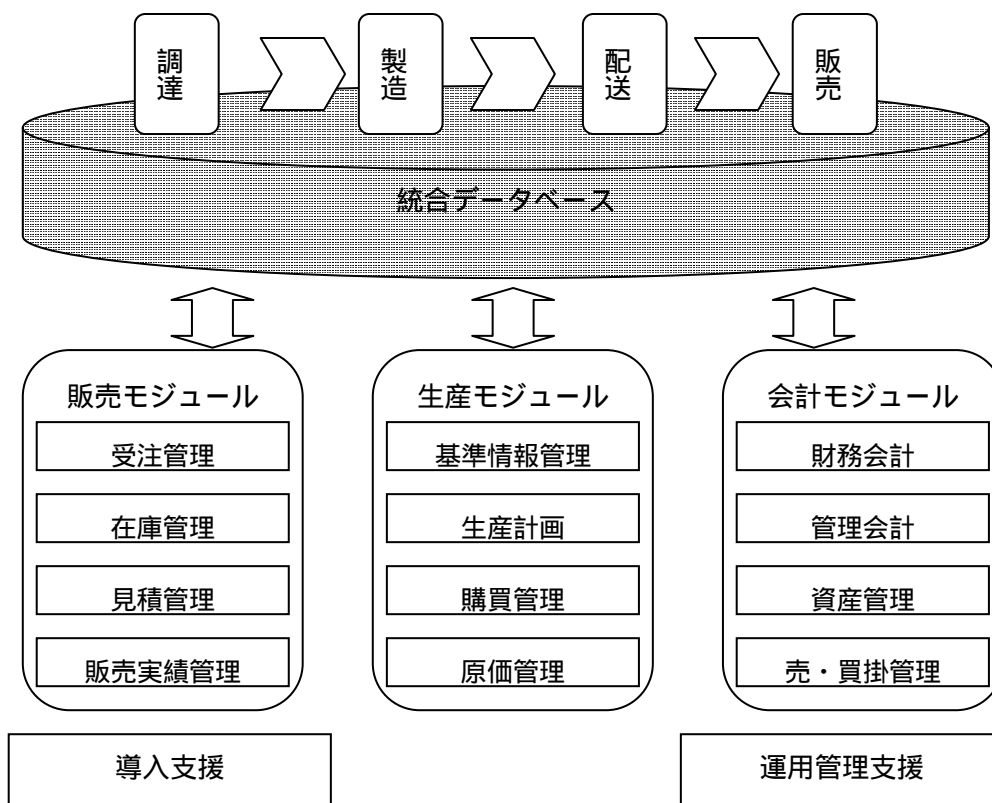 調達
製造
配送
販売
統合データベース
販売モジュール
受注管理
在庫管理
見積管理
販売実績管理
生産モジュール
基準情報管理
生産計画
購買管理
原価管理
会計モジュール
財務会計
管理会計
資産管理
売・買掛管理
導入支援
運用管理支援